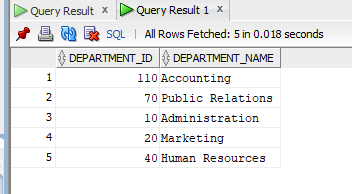 Query Result x Query Result 1 x
SQL | All Rows Fetched: 5 in 0.018 seconds
DEPARTMENT_ID DEPARTMENT_NAME
1 110 Accounting
2 70 Public Relations
3 10 Administration
4 20 Marketing
5 40 Human Resources